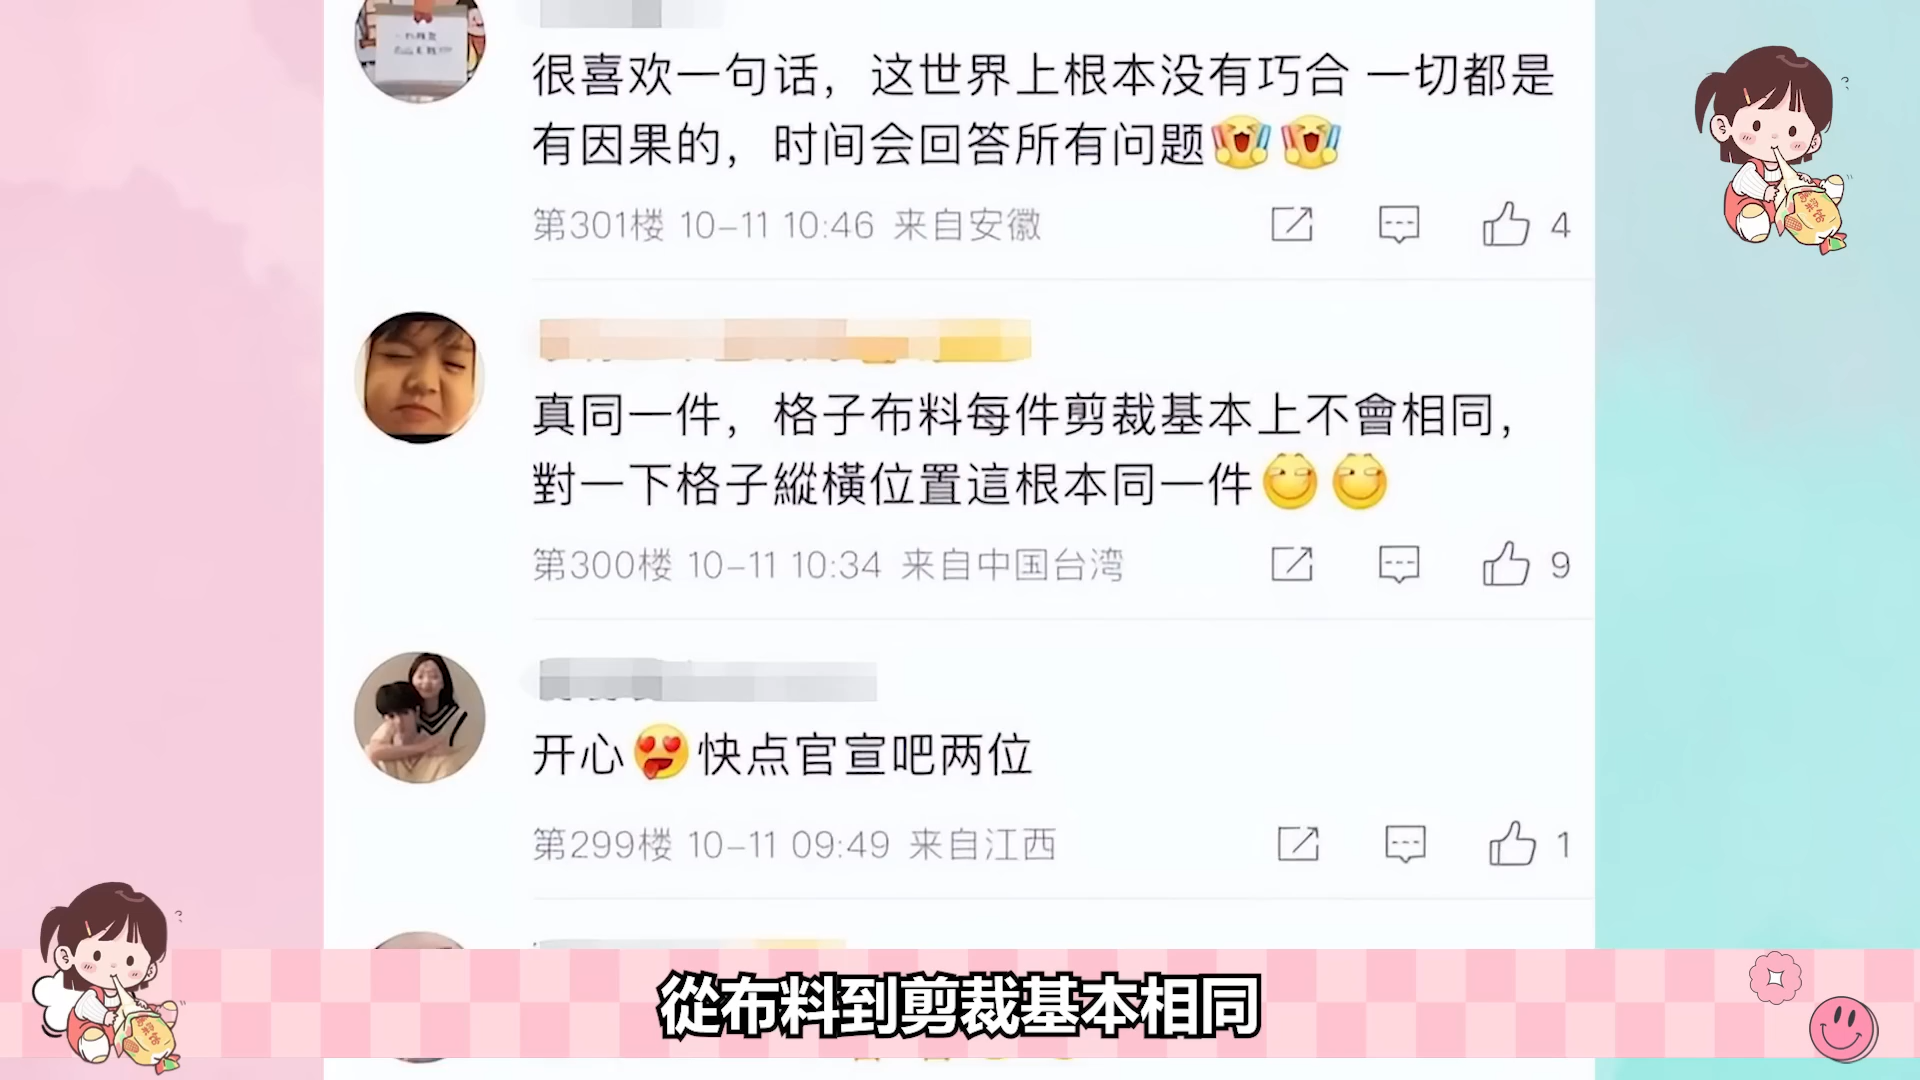 很喜欢一句话，这世界上根本没有巧合 一切都是
有因果的，时间会回答所有问题
第301楼 10-11 10:46 来自安徽
4
真同一件，格子布料每件剪裁基本上不會相同，
對一下格子縱橫位置這根本同一件
第300楼 10-11 10:34 来自中国台湾
9
开心快点官宣吧两位
第299楼 10-11 09:49 来自江西
1
從布料到剪裁基本相同